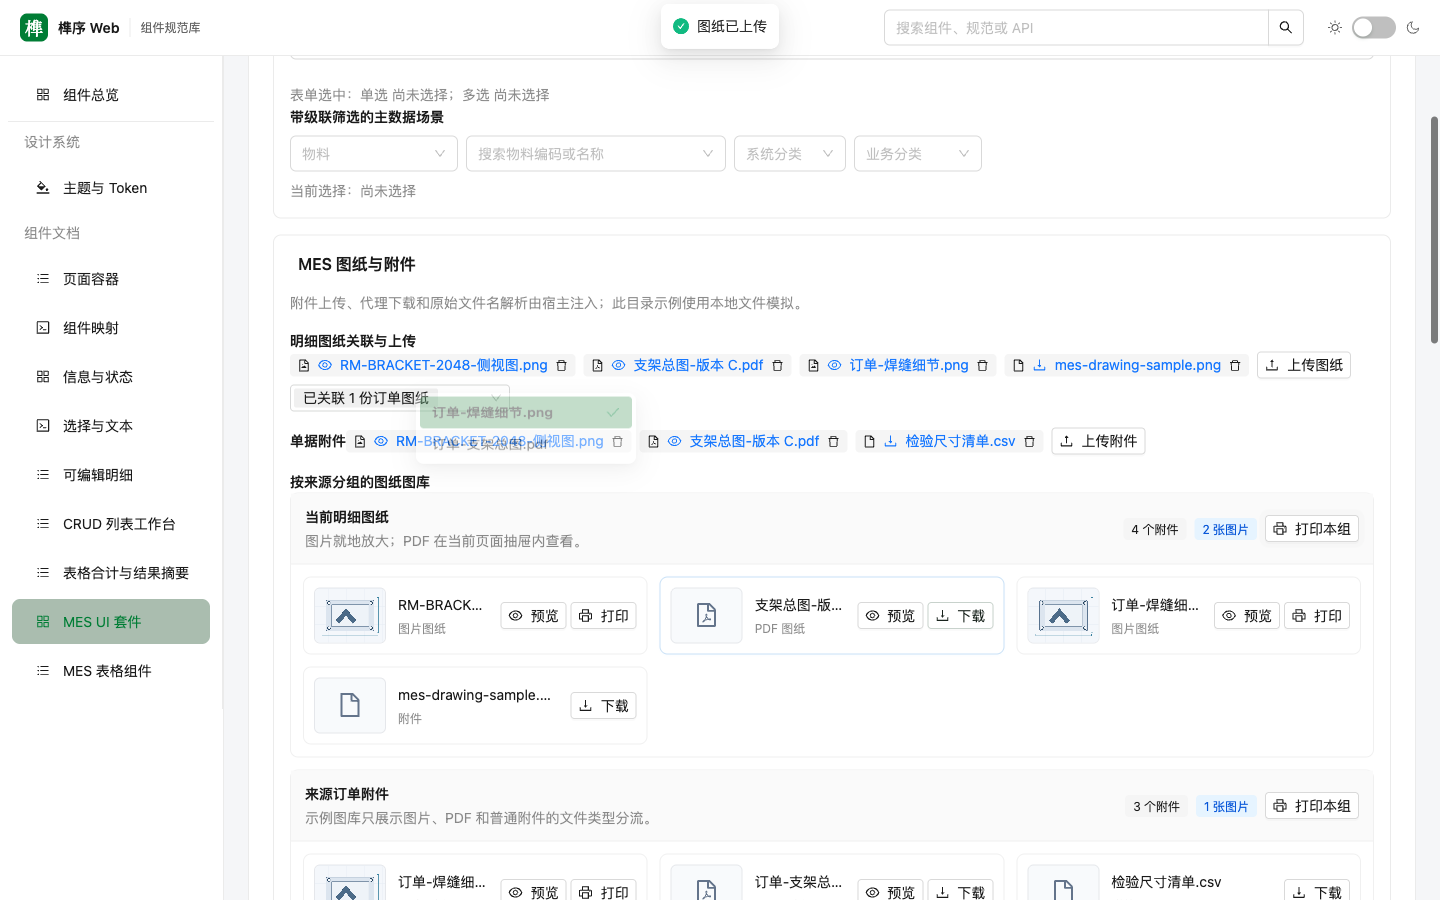 榫 榫序 Web 组件规范库
图纸已上传
搜索组件、规范或 API
组件总览
设计系统
主题与 Token
组件文档
页面容器
组件映射
信息与状态
选择与文本
可编辑明细
CRUD 列表工作台
表格合计与结果摘要
MES UI 套件
MES 表格组件
表单选中：单选 尚未选择；多选 尚未选择
带级联筛选的主数据场景
物料 搜索物料编码或名称 系统分类 业务分类
当前选择：尚未选择
MES 图纸与附件
附件上传、代理下载和原始文件名解析由宿主注入；此目录示例使用本地文件模拟。
明细图纸关联与上传
RM-BRACKET-2048-侧视图.png 支架总图-版本 C.pdf 订单-焊缝细节.png mes-drawing-sample.png 上传图纸
已关联 1 份订单图纸
订单-焊缝细节.png
订单-支架总图.pdf
单据附件 RM-BRACKET-2048-侧视图.png 支架总图-版本 C.pdf 检验尺寸清单.csv 上传附件
按来源分组的图纸图库
当前明细图纸
图片就地放大；PDF 在当前页面抽屉内查看。
4 个附件 2 张图片 打印本组
RM-BRACK... 预览 打印
图片图纸
支架总图-版... 预览 下载
PDF 图纸
订单-焊缝细... 预览 打印
图片图纸
mes-drawing-sample.... 下载
附件
来源订单附件
示例图库只展示图片、PDF 和普通附件的文件类型分流。
3 个附件 1 张图片 打印本组
订单-焊缝细... 预览 打印
订单-支架总... 预览 下载
检验尺寸清单.csv 下载